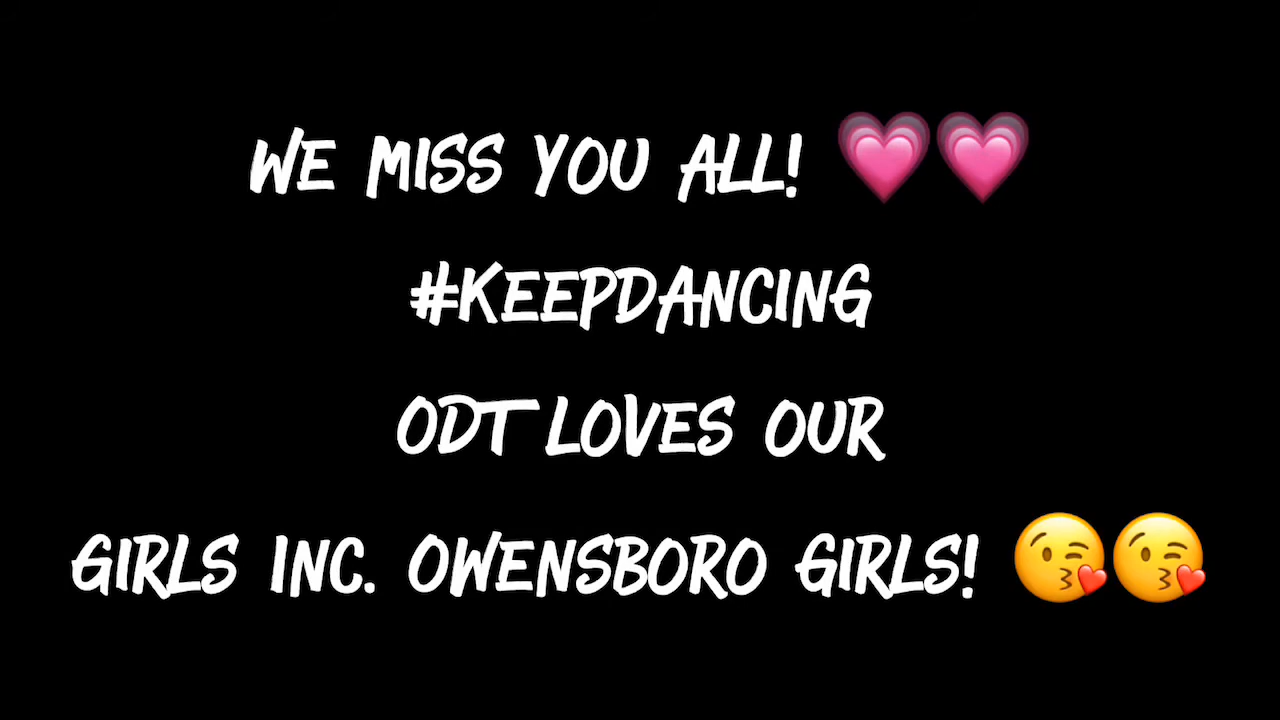 WE MISS YOU ALL! 💗💗
#KEEPDANCING
ODT LOVES OUR
GIRLS INC. OWENSBORO GIRLS! 😘😘